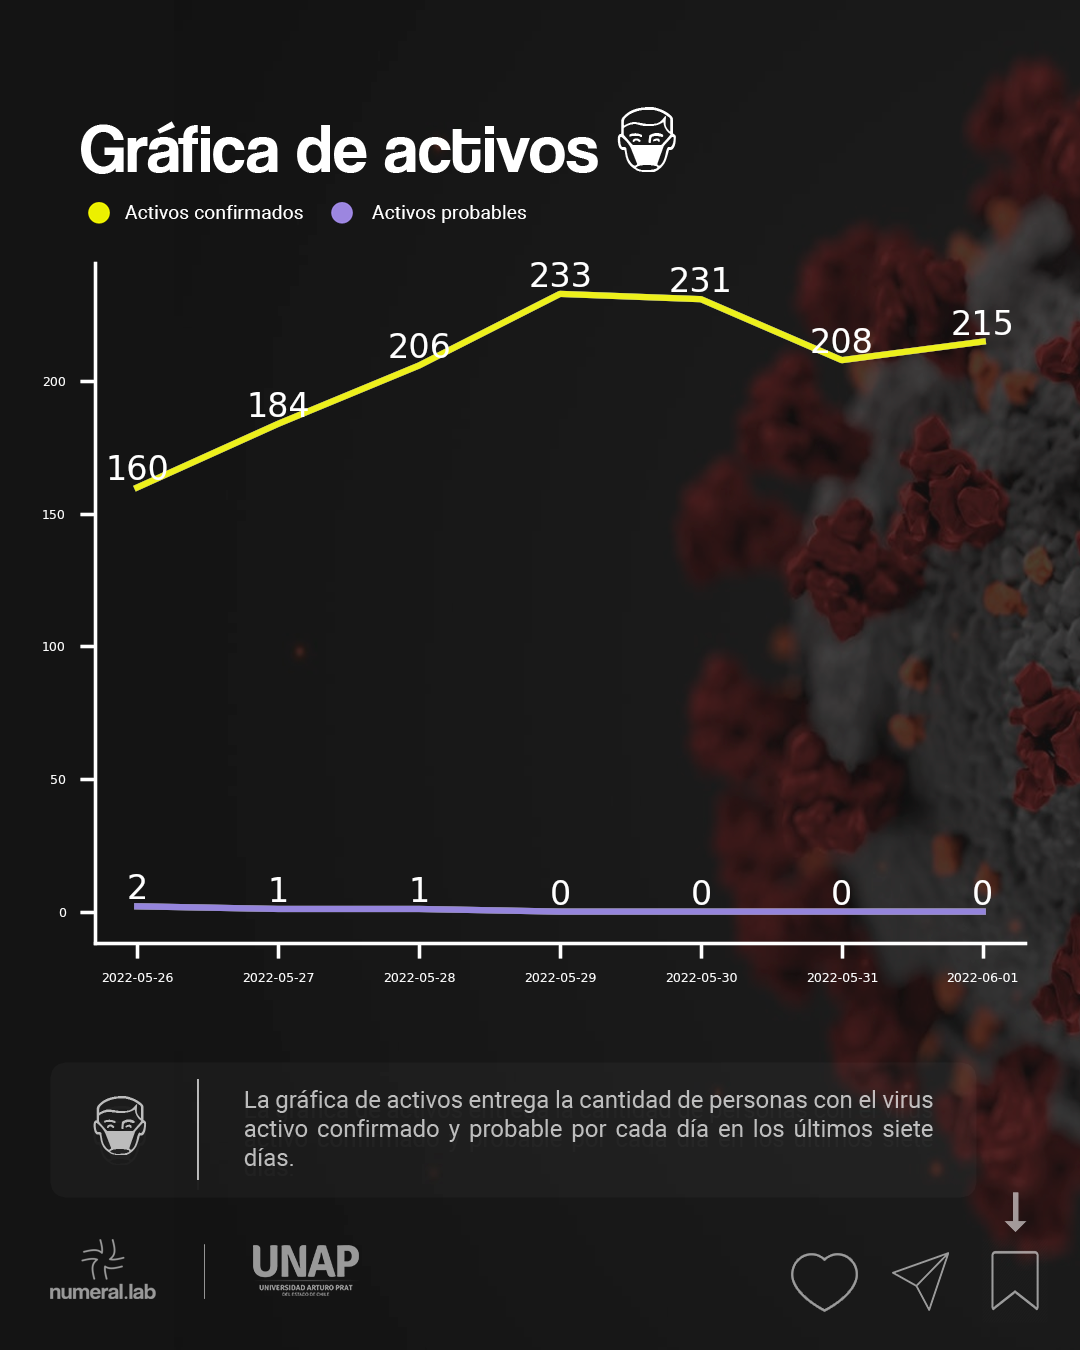 Gráfica de activos
Activos confirmados Activos probables
233
231
215
208
206
200
184
160
150
100
50
2 1 1 0 0 0 0
0
2022-05-26 2022-05-27 2022-05-28 2022-05-29 2022-05-30 2022-05-31 2022-06-01
La gráfica de activos entrega la cantidad de personas con el virus
activo confirmado y probable por cada día en los últimos siete
días.
numeral.lab
UNAP
UNIVERSIDAD ARTURO PRAT
DEL ESTADO DE CHILE